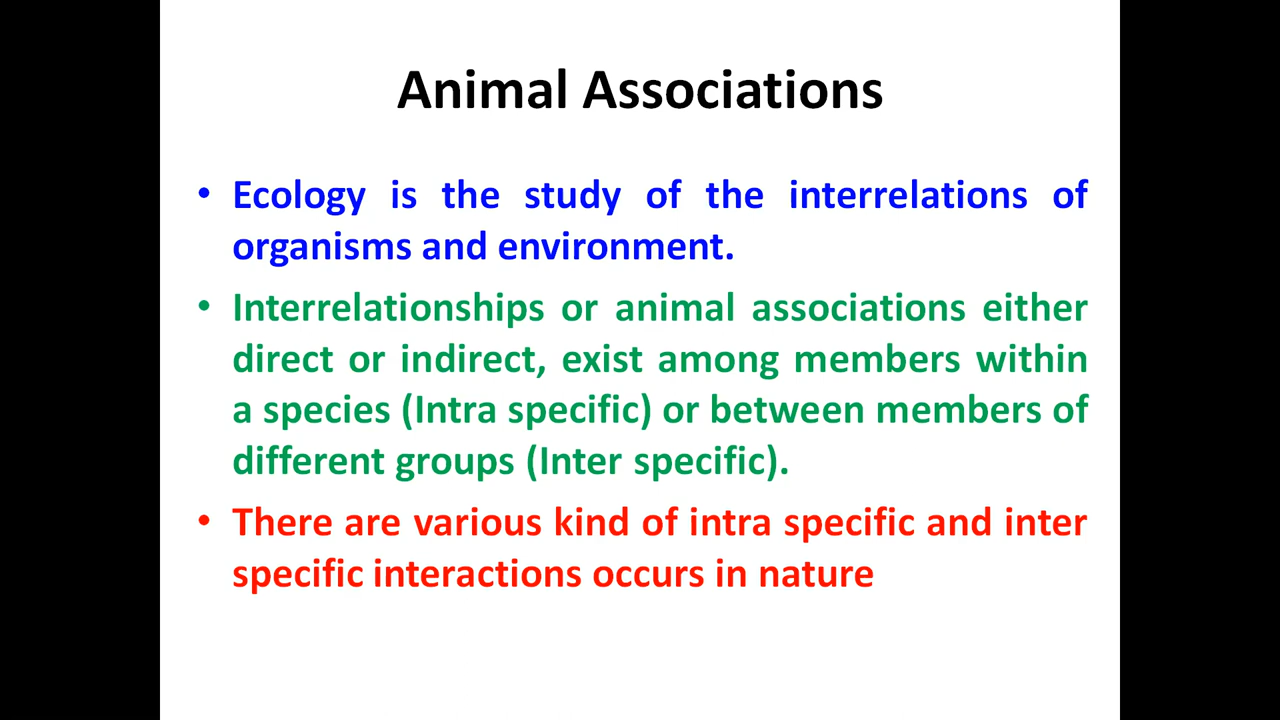 Animal Associations
• Ecology is the study of the interrelations of
organisms and environment.
• Interrelationships or animal associations either
direct or indirect, exist among members within
a species (Intra specific) or between members of
different groups (Inter specific).
• There are various kind of intra specific and inter
specific interactions occurs in nature